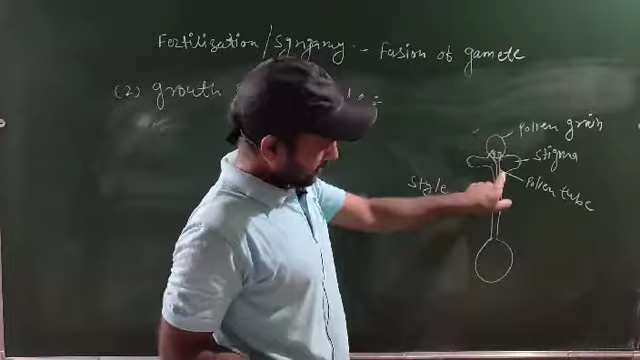 Fertilization/Syngamy :- Fusion of gamete
(2) growth
Pollen grain
Stigma
Style
Pollen tube